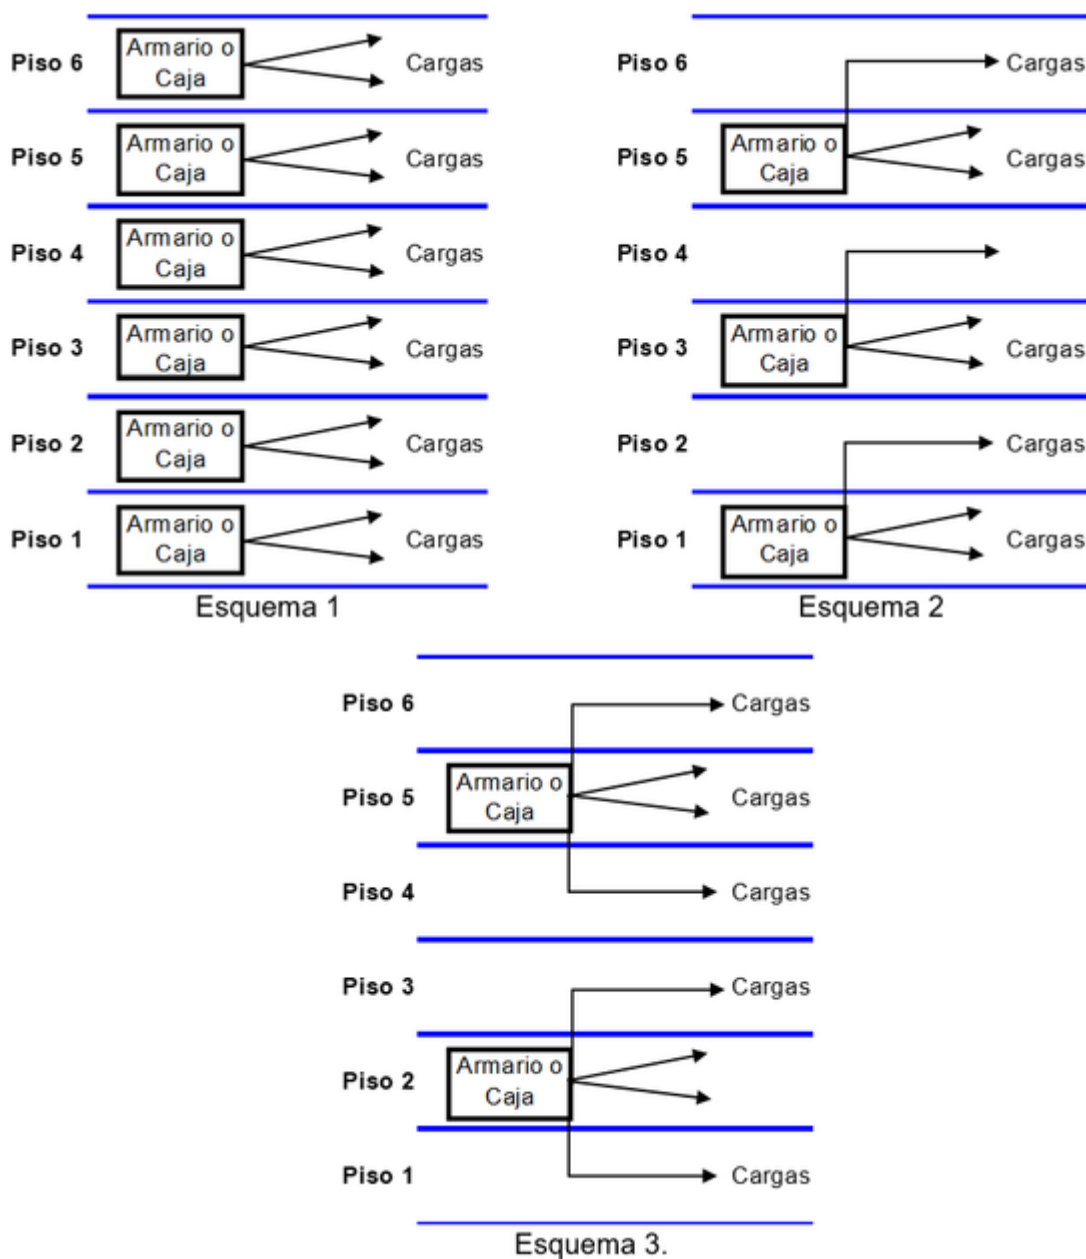 Piso 6
Armario o
Caja
Cargas
Piso 5
Armario o
Caja
Cargas
Piso 4
Armario o
Caja
Cargas
Piso 3
Armario o
Caja
Cargas
Piso 2
Armario o
Caja
Cargas
Piso 1
Armario o
Caja
Cargas
Esquema 1
Piso 6
Cargas
Piso 5
Armario o
Caja
Cargas
Piso 4
Piso 3
Armario o
Caja
Cargas
Piso 2
Cargas
Piso 1
Armario o
Caja
Cargas
Esquema 2
Piso 6
Cargas
Piso 5
Armario o
Caja
Cargas
Piso 4
Cargas
Piso 3
Cargas
Piso 2
Armario o
Caja
Piso 1
Cargas
Esquema 3.